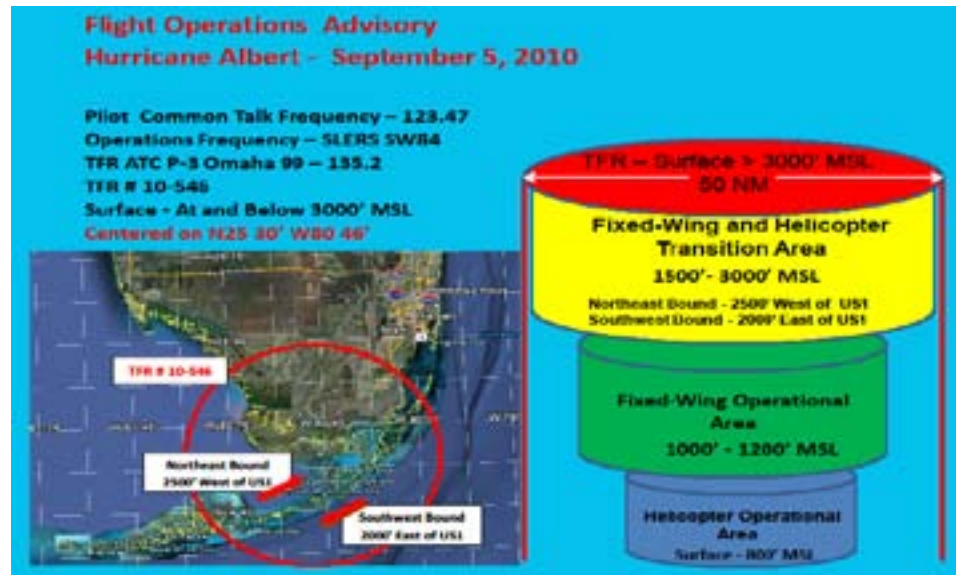 Flight Operations Advisory
Hurricane Albert - September 5, 2010
Pilot Common Talk Frequency – 123.47
Operations Frequency – SLERS SW84
TFR ATC P-3 Omaha 99 – 135.2
TFR # 10-546
Surface - At and Below 3000' MSL
Centered on N25 30' W80 46'
TFR # 10-546
Northeast Bound
2500' West of US1
Southwest Bound
2000' East of US1
TFR – Surface > 3000' MSL
50 NM
Fixed-Wing and Helicopter
Transition Area
1500'- 3000' MSL
Northeast Bound - 2500' West of US1
Southwest Bound - 2000' East of US1
Fixed-Wing Operational
Area
1000' - 1200' MSL
Helicopter Operational
Area
Surface - 800' MSL